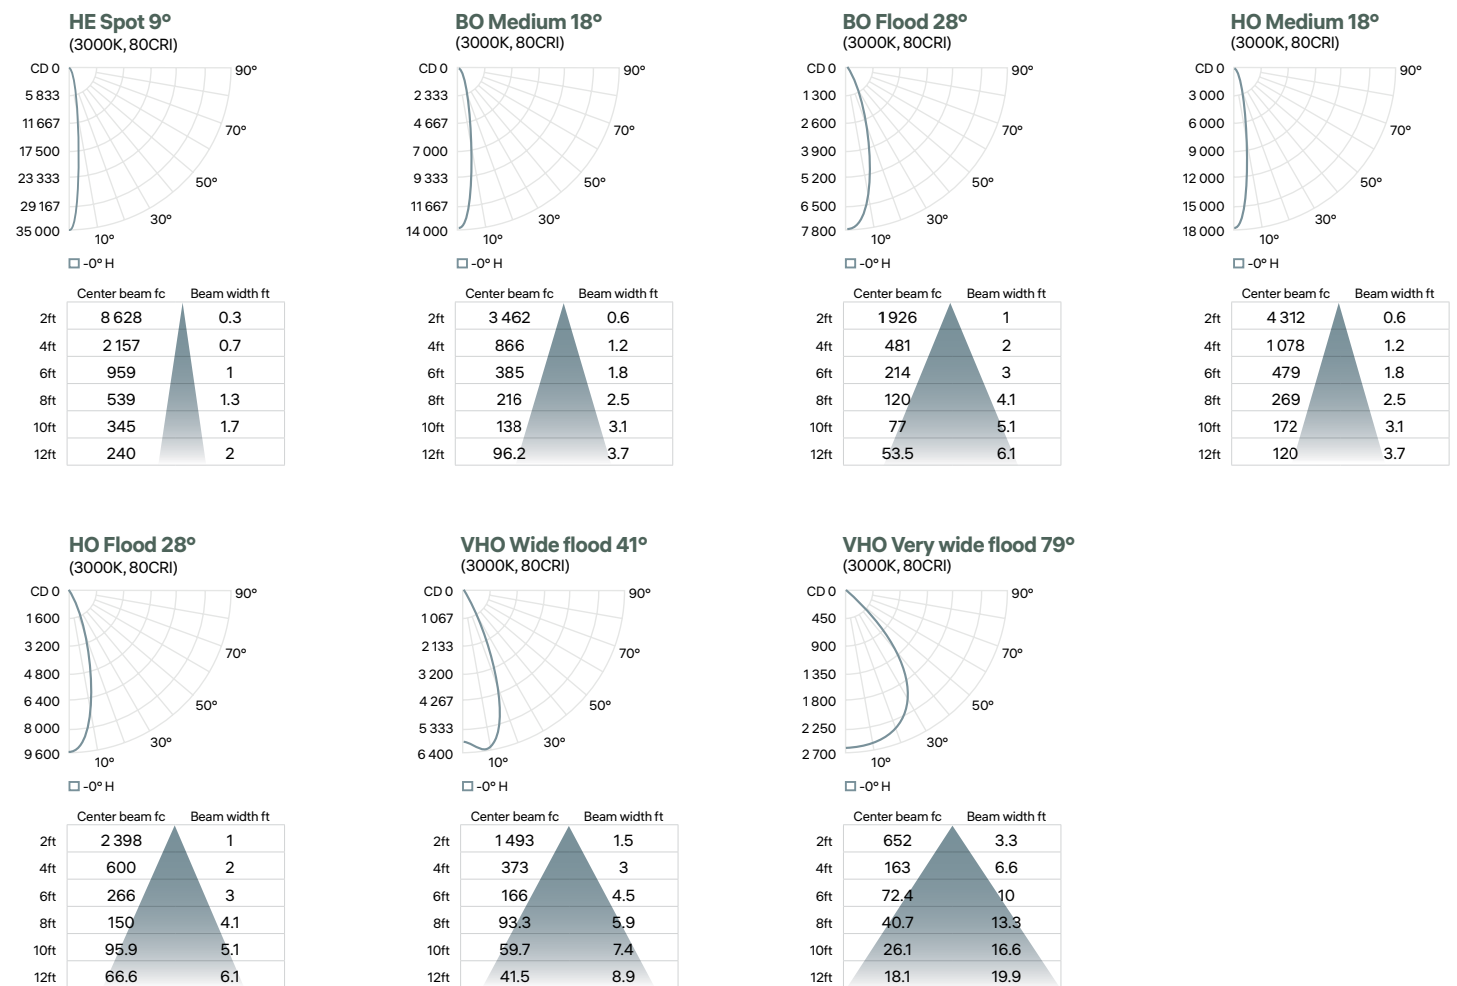 HE Spot 9°
(3000K, 80CRI)
CD 0
5 833
11 667
17 500
23 333
29 167
35 000
90°
70°
50°
30°
10°
-0° H
Center beam fc Beam width ft
2ft 8 628 0.3
4ft 2 157 0.7
6ft 959 1
8ft 539 1.3
10ft 345 1.7
12ft 240 2
BO Medium 18°
(3000K, 80CRI)
CD 0
2 333
4 667
7 000
9 333
11 667
14 000
90°
70°
50°
30°
10°
-0° H
Center beam fc Beam width ft
2ft 3 462 0.6
4ft 866 1.2
6ft 385 1.8
8ft 216 2.5
10ft 138 3.1
12ft 96.2 3.7
BO Flood 28°
(3000K, 80CRI)
CD 0
1 300
2 600
3 900
5 200
6 500
7 800
90°
70°
50°
30°
10°
-0° H
Center beam fc Beam width ft
2ft 1 926 1
4ft 481 2
6ft 214 3
8ft 120 4.1
10ft 77 5.1
12ft 53.5 6.1
HO Medium 18°
(3000K, 80CRI)
CD 0
3 000
6 000
9 000
12 000
15 000
18 000
90°
70°
50°
30°
10°
-0° H
Center beam fc Beam width ft
2ft 4 312 0.6
4ft 1 078 1.2
6ft 479 1.8
8ft 269 2.5
10ft 172 3.1
12ft 120 3.7
HO Flood 28°
(3000K, 80CRI)
CD 0
1 600
3 200
4 800
6 400
8 000
9 600
90°
70°
50°
30°
10°
-0° H
Center beam fc Beam width ft
2ft 2 398 1
4ft 600 2
6ft 266 3
8ft 150 4.1
10ft 95.9 5.1
12ft 66.6 6.1
VHO Wide flood 41°
(3000K, 80CRI)
CD 0
1 067
2 133
3 200
4 267
5 333
6 400
90°
70°
50°
30°
10°
-0° H
Center beam fc Beam width ft
2ft 1 493 1.5
4ft 373 3
6ft 166 4.5
8ft 93.3 5.9
10ft 59.7 7.4
12ft 41.5 8.9
VHO Very wide flood 79°
(3000K, 80CRI)
CD 0
450
900
1 350
1 800
2 250
2 700
90°
70°
50°
30°
10°
-0° H
Center beam fc Beam width ft
2ft 652 3.3
4ft 163 6.6
6ft 72.4 10
8ft 40.7 13.3
10ft 26.1 16.6
12ft 18.1 19.9